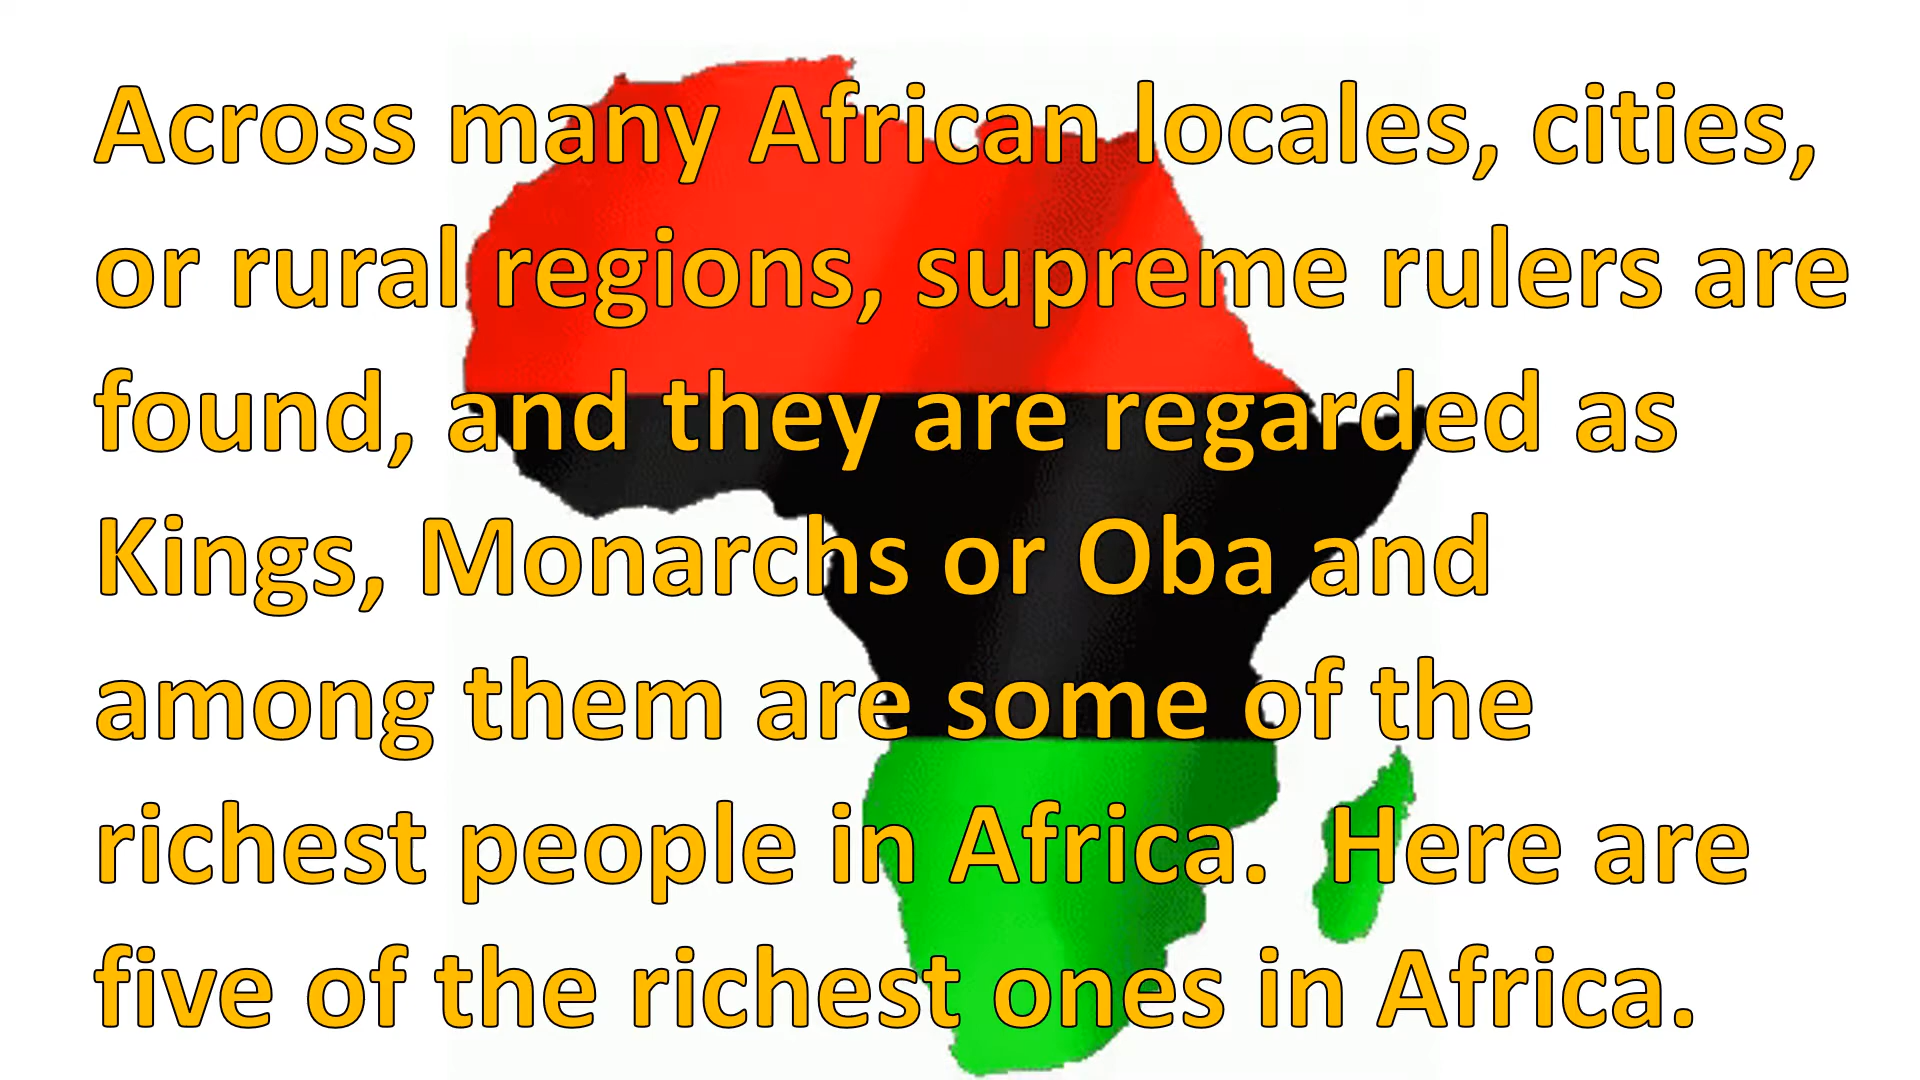 Across many African locales, cities,
or rural regions, supreme rulers are
found, and they are regarded as
Kings, Monarchs or Oba and
among them are some of the
richest people in Africa.  Here are
five of the richest ones in Africa.